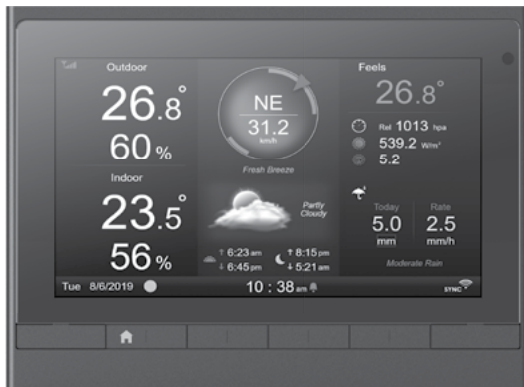 Outdoor
26.8°
60 %
Indoor
23.5°
56 %
NE
31.2
km/h
Fresh Breeze
Partly
Cloudy
↑ 6:23 am
↓ 6:45 pm
↑ 8:15 pm
↓ 5:21 am
Feels
26.8°
Rel 1013 hpa
539.2 W/m²
5.2
Today
5.0
mm
Rate
2.5
mm/h
Moderate Rain
Tue 8/6/2019
10 : 38 am
SYNC